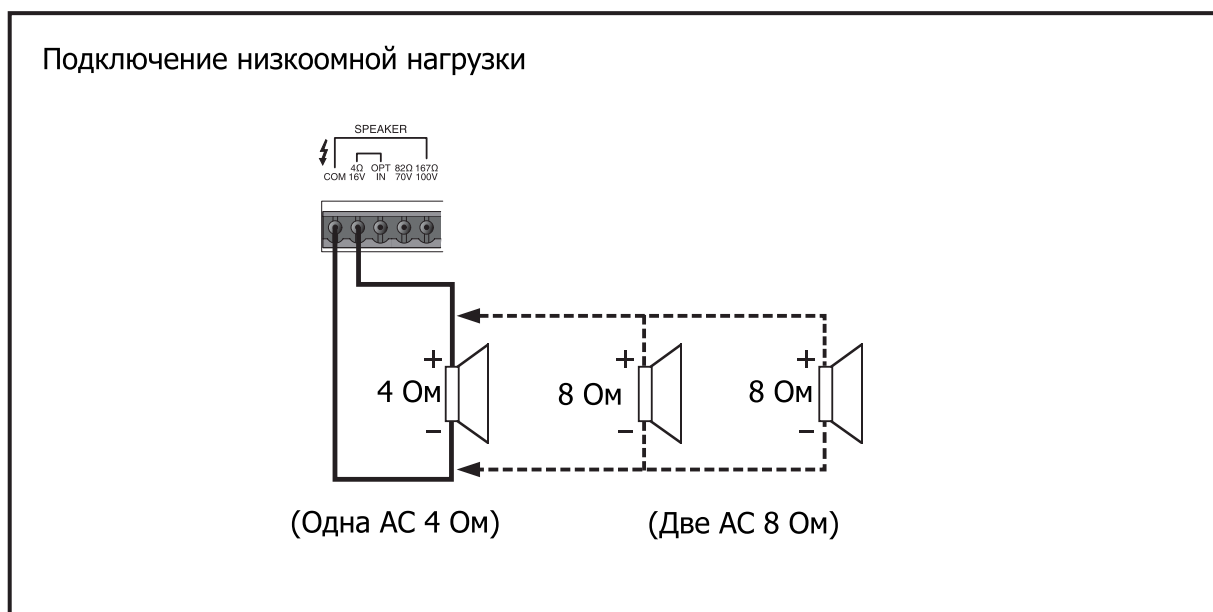 Подключение низкоомной нагрузки
SPEAKER
4Ω OPT 82Ω 167Ω
COM 16V IN 70V 100V
+ + +
4 Ом 8 Ом 8 Ом
− − −
(Одна АС 4 Ом) (Две АС 8 Ом)